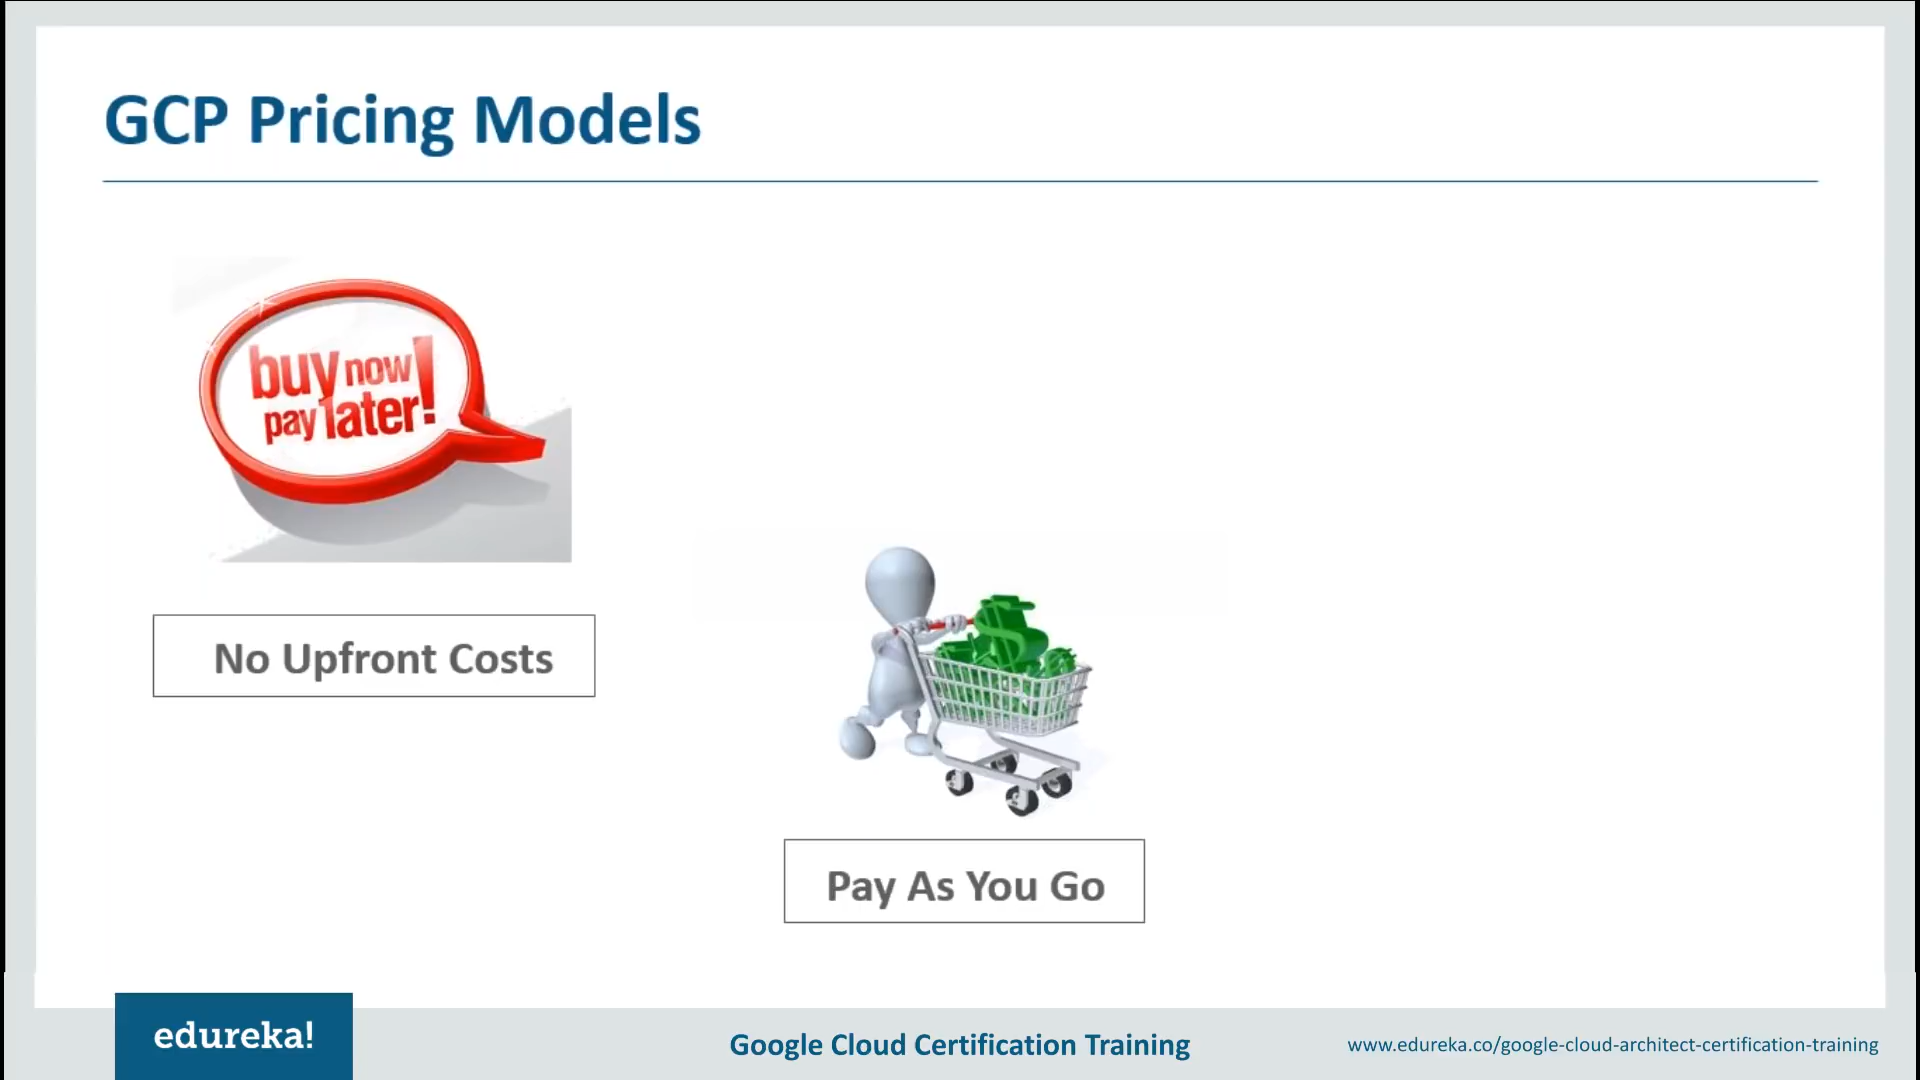 GCP Pricing Models
buy now
pay later!
No Upfront Costs
Pay As You Go
edureka!
Google Cloud Certification Training
www.edureka.co/google-cloud-architect-certification-training